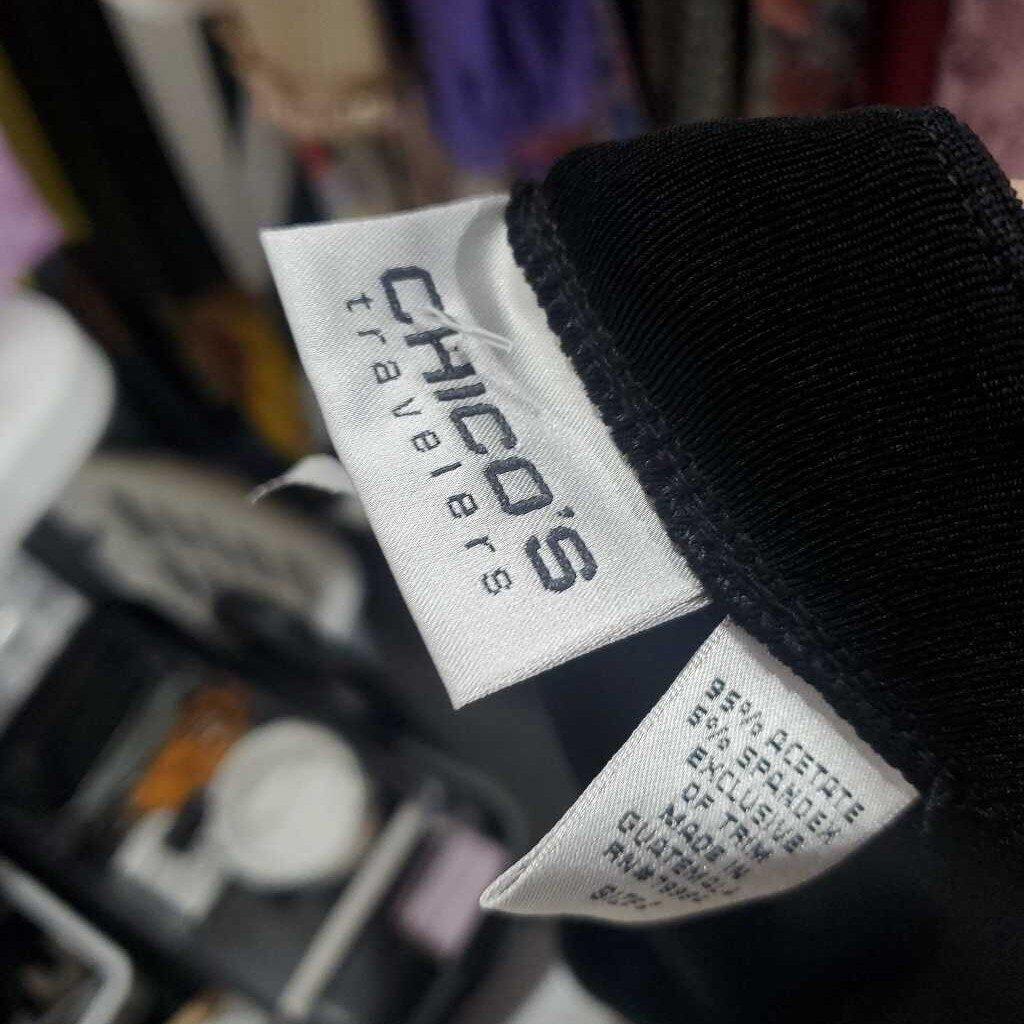 CHICO'S
travelers
95% ACETATE
5% SPANDEX
EXCLUSIVE
OF TRIM
MADE IN
GUATEMALA